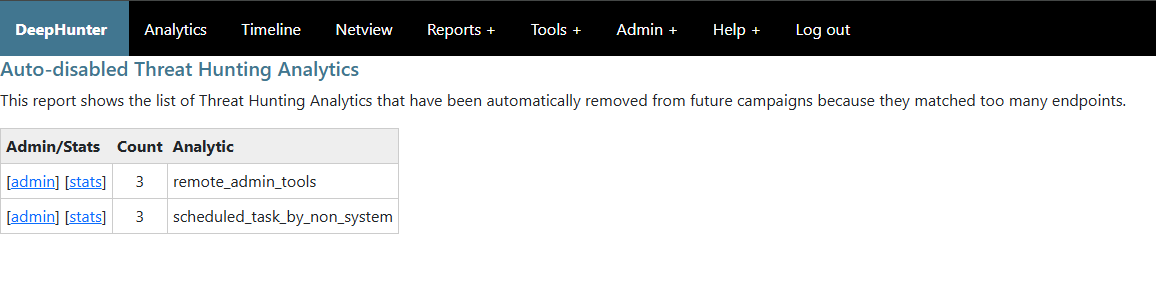 DeepHunter Analytics Timeline Netview Reports + Tools + Admin + Help + Log out
Auto-disabled Threat Hunting Analytics
This report shows the list of Threat Hunting Analytics that have been automatically removed from future campaigns because they matched too many endpoints.
Admin/Stats Count Analytic
[admin] [stats] 3 remote_admin_tools
[admin] [stats] 3 scheduled_task_by_non_system